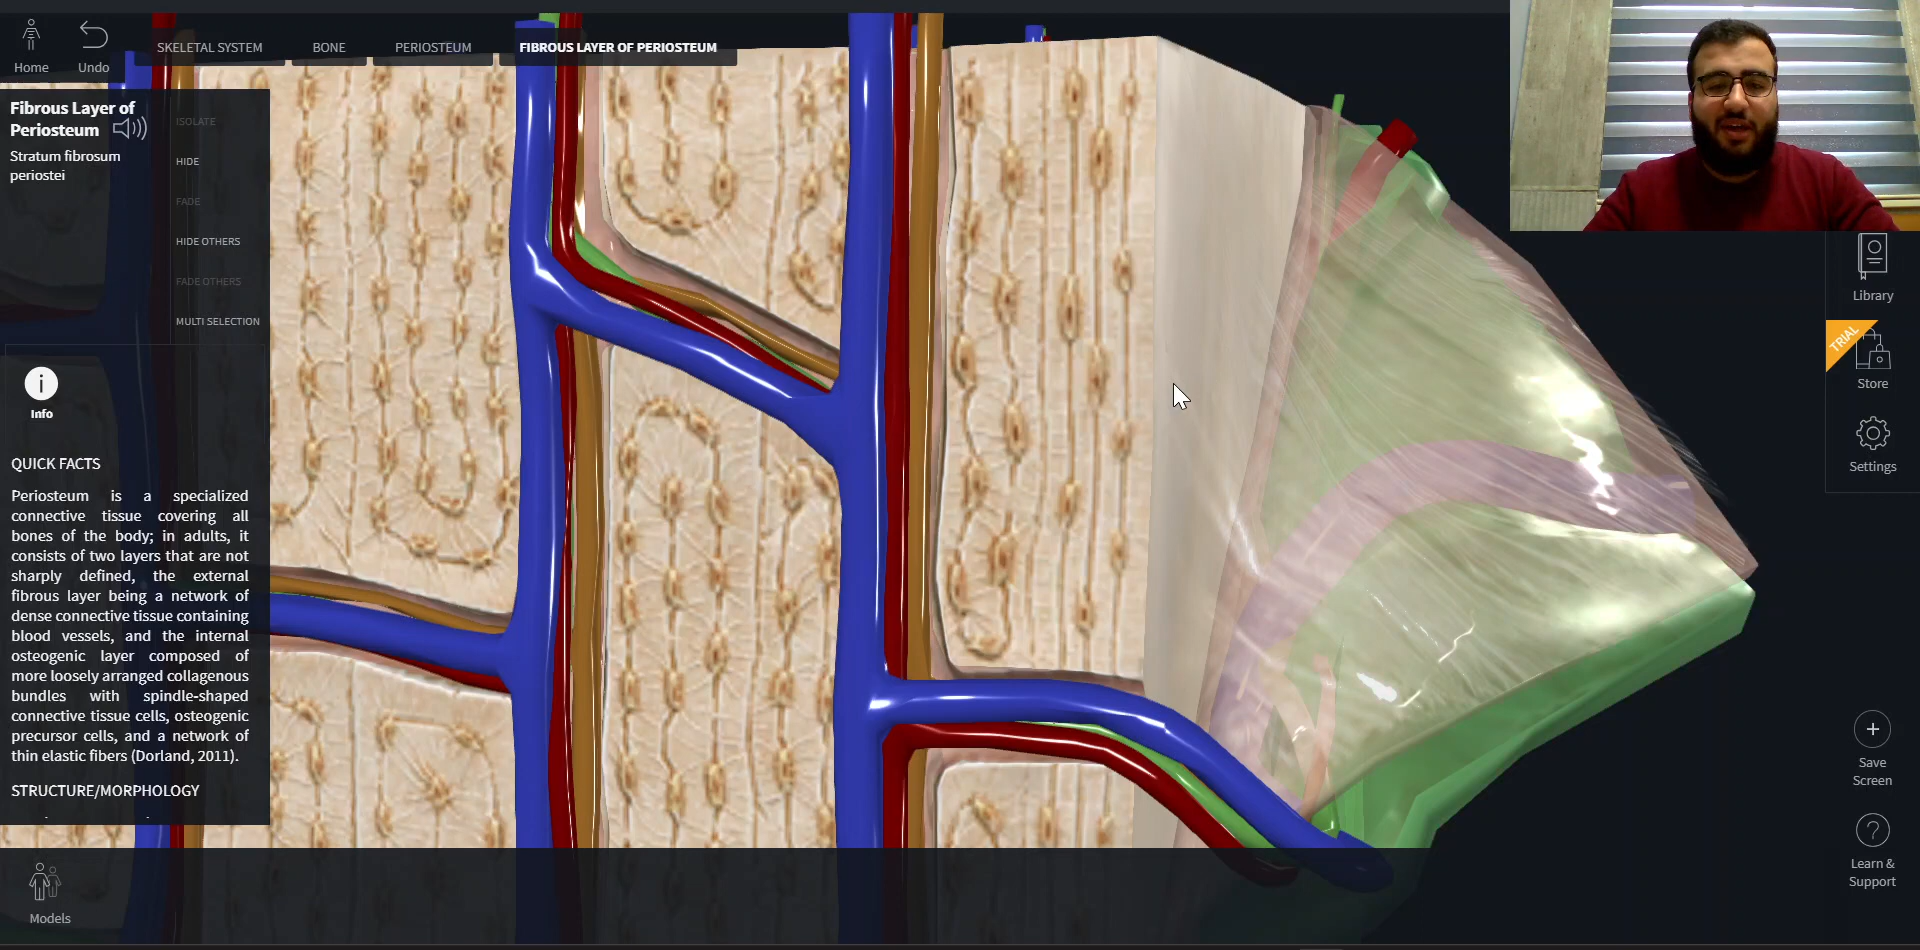 Home
Undo
SKELETAL SYSTEM
BONE
PERIOSTEUM
FIBROUS LAYER OF PERIOSTEUM
Fibrous Layer of
Periosteum
Stratum fibrosum
periostei
ISOLATE
HIDE
FADE
HIDE OTHERS
FADE OTHERS
MULTI SELECTION
i
Info
QUICK FACTS
Periosteum is a specialized
connective tissue covering all
bones of the body; in adults, it
consists of two layers that are not
sharply defined, the external
fibrous layer being a network of
dense connective tissue containing
blood vessels, and the internal
osteogenic layer composed of
more loosely arranged collagenous
bundles with spindle-shaped
connective tissue cells, osteogenic
precursor cells, and a network of
thin elastic fibers (Dorland, 2011).
STRUCTURE/MORPHOLOGY
Models
Library
TRIAL
Store
Settings
Save
Screen
?
Learn &
Support